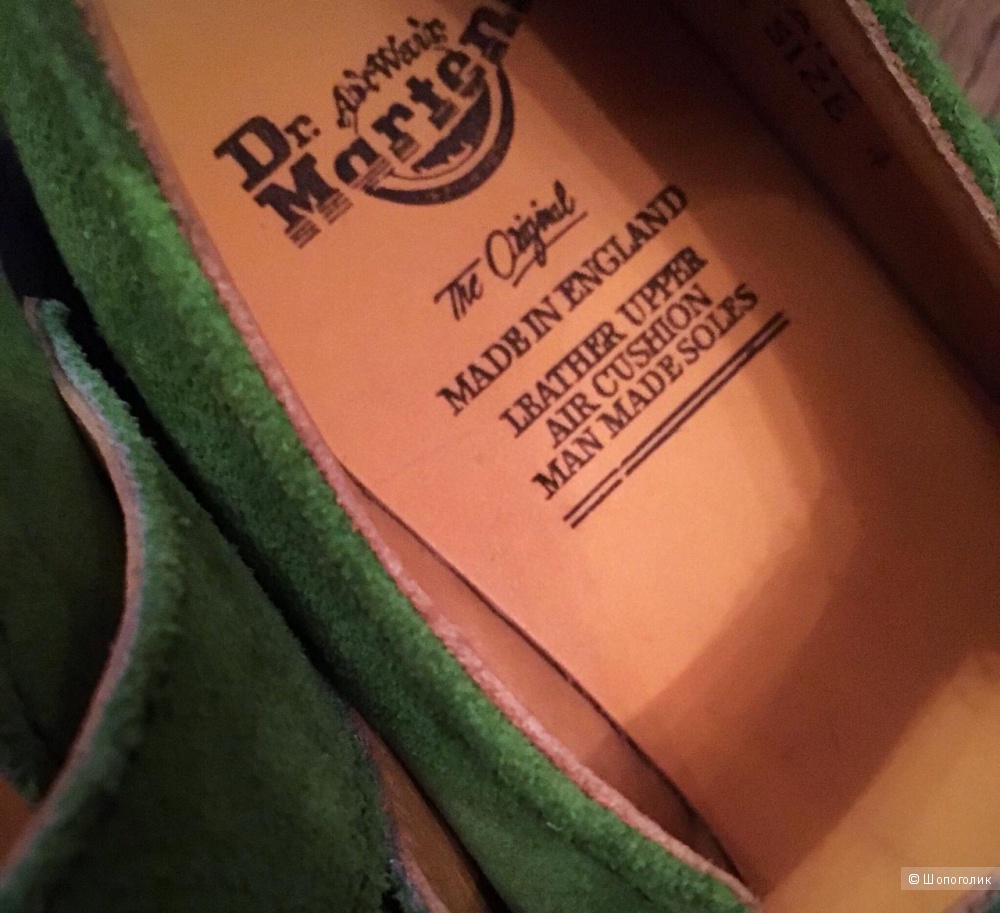 Dr. AirWair
Martens
The Original
MADE IN ENGLAND
LEATHER UPPER
AIR CUSHION
MAN MADE SOLES
SIZE
© Шопоголик